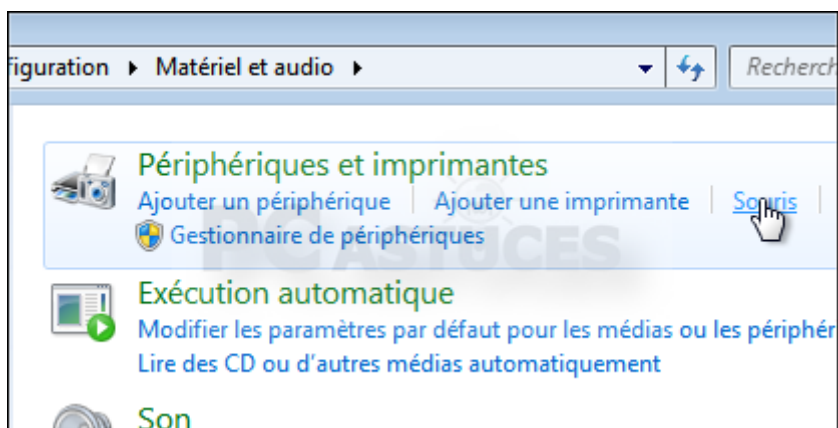 figuration ▸ Matériel et audio ▸ Recherch
Périphériques et imprimantes
Ajouter un périphérique | Ajouter une imprimante | Souris |
Gestionnaire de périphériques
PC ASTUCES
Exécution automatique
Modifier les paramètres par défaut pour les médias ou les périphér
Lire des CD ou d'autres médias automatiquement
Son